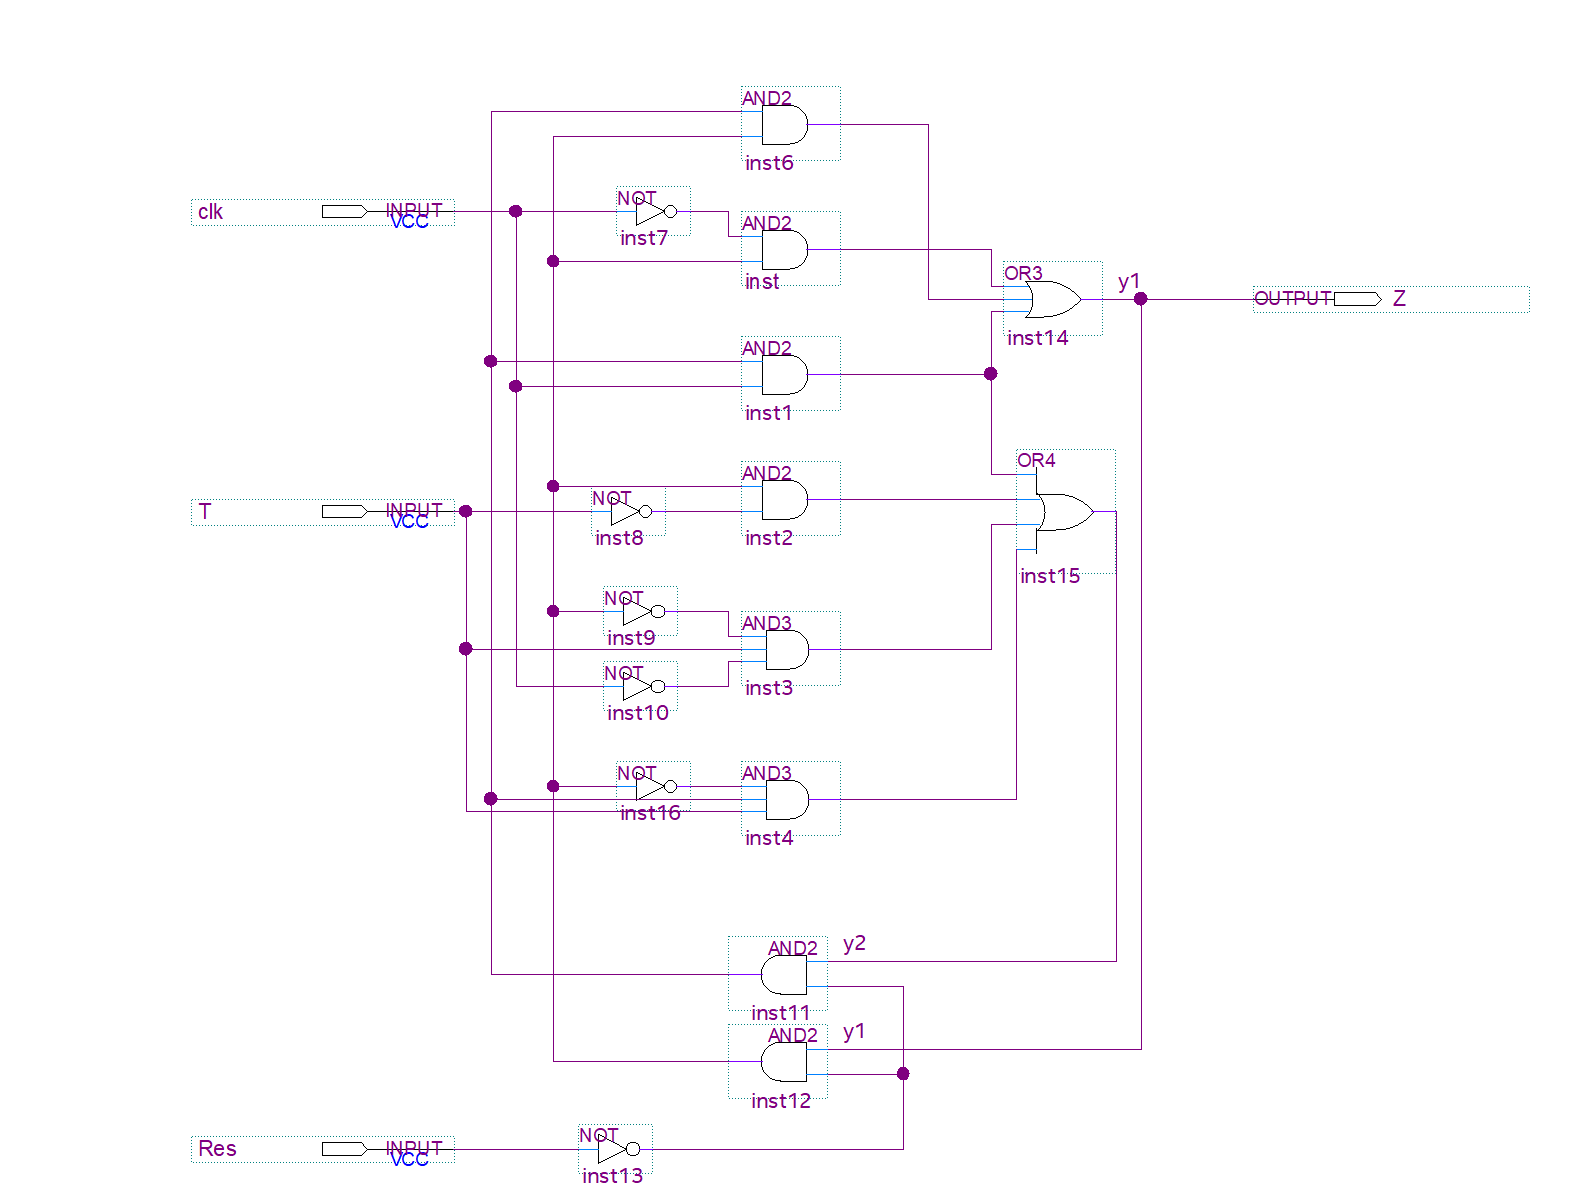 AND2
inst6
clk
INPUT
VCC
NOT
inst7
AND2
inst
OR3
inst14
y1
OUTPUT
Z
AND2
inst1
T
INPUT
VCC
NOT
inst8
AND2
inst2
OR4
inst15
NOT
inst9
NOT
inst10
AND3
inst3
NOT
inst16
AND3
inst4
AND2
y2
inst11
AND2
y1
inst12
Res
INPUT
VCC
NOT
inst13